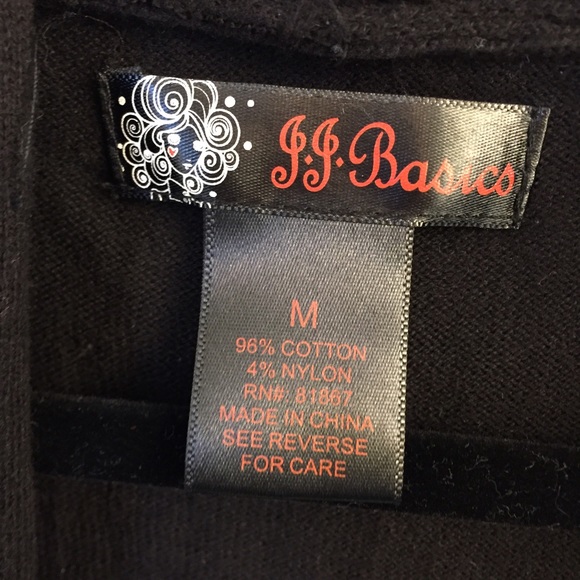 J.J. Basics
M
96% COTTON
4% NYLON
RN#: 81867
MADE IN CHINA
SEE REVERSE
FOR CARE